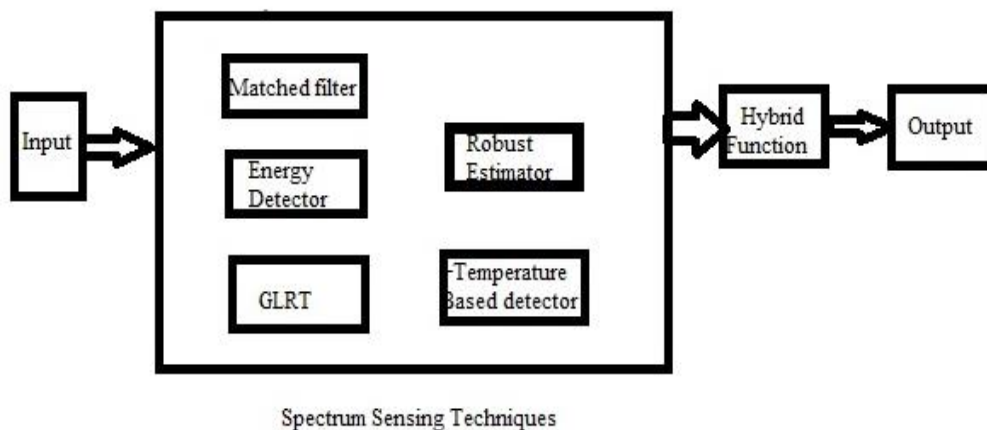 Input
Matched filter
Energy
Detector
GLRT
Robust
Estimator
-Temperature
Based detector
Hybrid
Function
Output
Spectrum Sensing Techniques